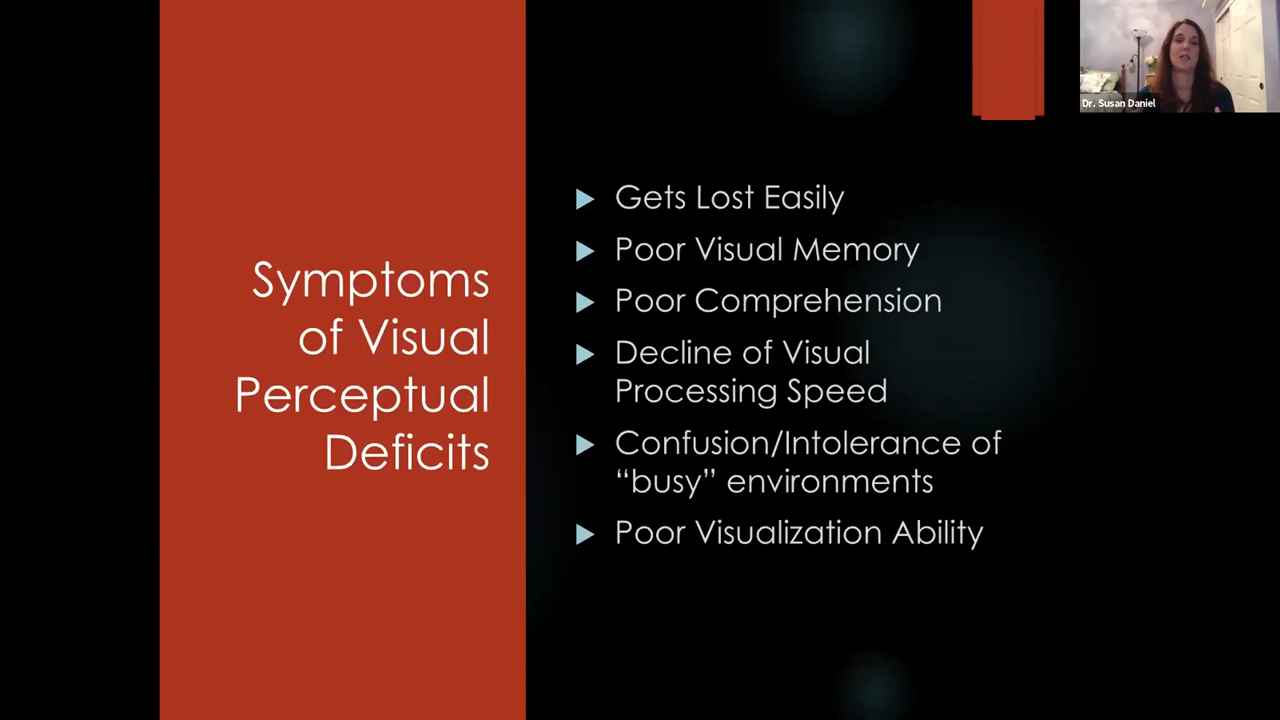 Dr. Susan Daniel
Symptoms
of Visual
Perceptual
Deficits
Gets Lost Easily
Poor Visual Memory
Poor Comprehension
Decline of Visual
Processing Speed
Confusion/Intolerance of
“busy” environments
Poor Visualization Ability